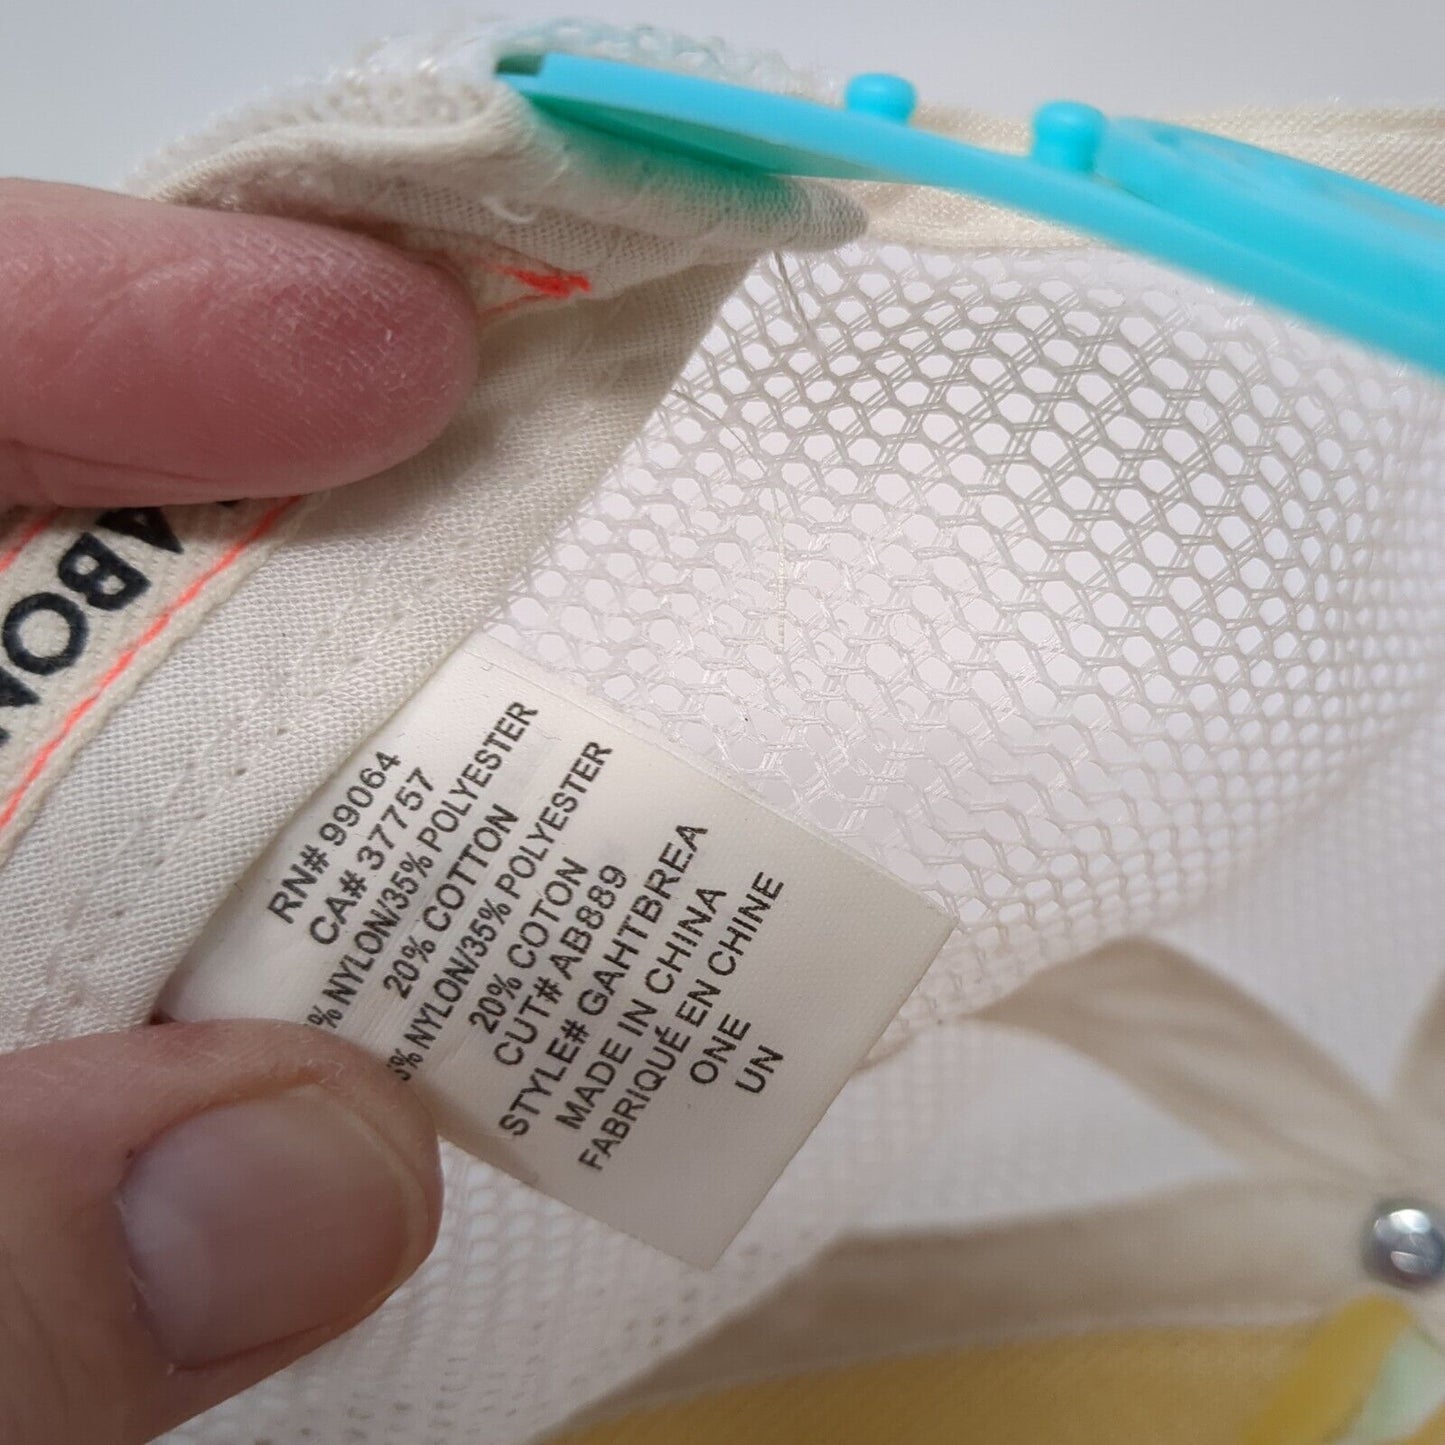 RN# 99064
CA# 37757
% NYLON/35% POLYESTER
20% COTTON
5% NYLON/35% POLYESTER
20% COTON
CUT# AB889
STYLE# GAHTBREA
MADE IN CHINA
FABRIQUÉ EN CHINE
ONE
UN